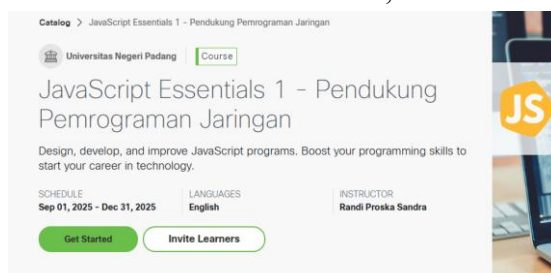 Catalog > JavaScript Essentials 1 - Pendukung Pemrograman Jaringan
Universitas Negeri Padang Course
JavaScript Essentials 1 - Pendukung
Pemrograman Jaringan
JS
Design, develop, and improve JavaScript programs. Boost your programming skills to
start your career in technology.
SCHEDULE LANGUAGES INSTRUCTOR
Sep 01, 2025 - Dec 31, 2025 English Randi Proska Sandra
Get Started Invite Learners